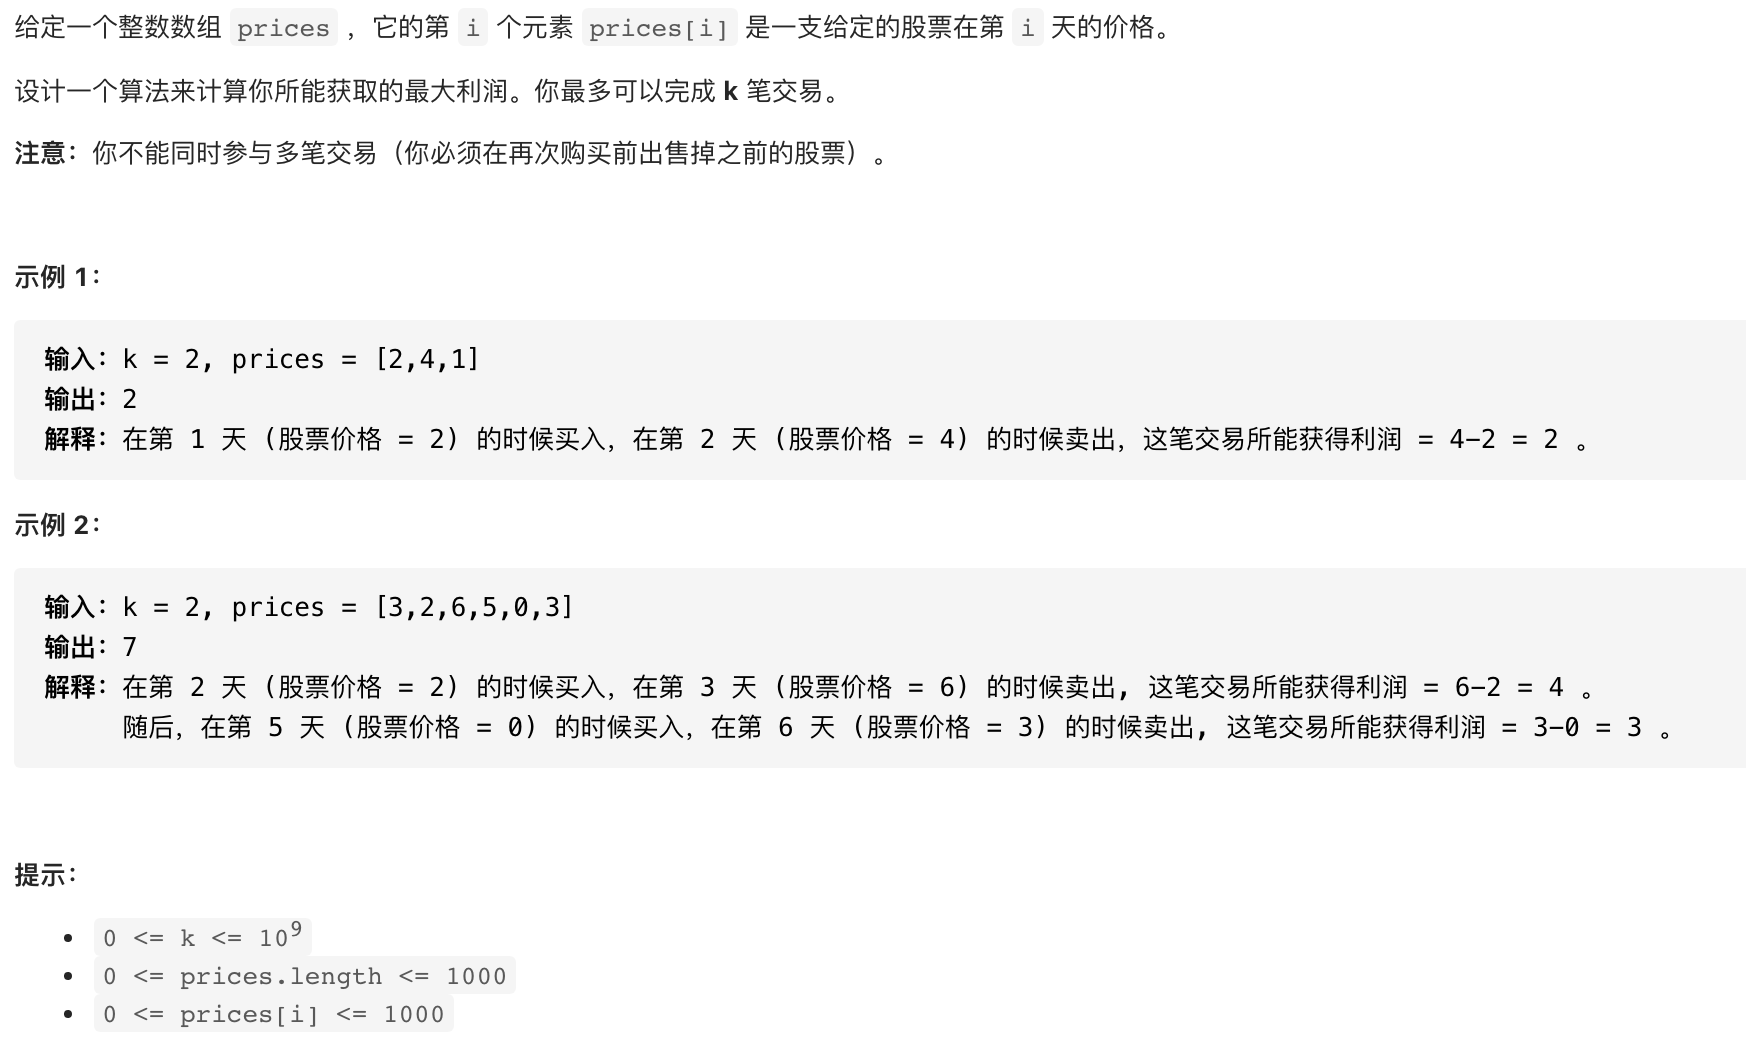 给定一个整数数组 prices ，它的第 i 个元素 prices[i] 是一支给定的股票在第 i 天的价格。
设计一个算法来计算你所能获取的最大利润。你最多可以完成 k 笔交易。
注意：你不能同时参与多笔交易（你必须在再次购买前出售掉之前的股票）。
示例 1：
输入：k = 2, prices = [2,4,1]
输出：2
解释：在第 1 天 (股票价格 = 2) 的时候买入，在第 2 天 (股票价格 = 4) 的时候卖出，这笔交易所能获得利润 = 4-2 = 2 。
示例 2：
输入：k = 2, prices = [3,2,6,5,0,3]
输出：7
解释：在第 2 天 (股票价格 = 2) 的时候买入，在第 3 天 (股票价格 = 6) 的时候卖出, 这笔交易所能获得利润 = 6-2 = 4 。
随后，在第 5 天 (股票价格 = 0) 的时候买入，在第 6 天 (股票价格 = 3) 的时候卖出, 这笔交易所能获得利润 = 3-0 = 3 。
提示：
• 0 <= k <= 10⁹
• 0 <= prices.length <= 1000
• 0 <= prices[i] <= 1000